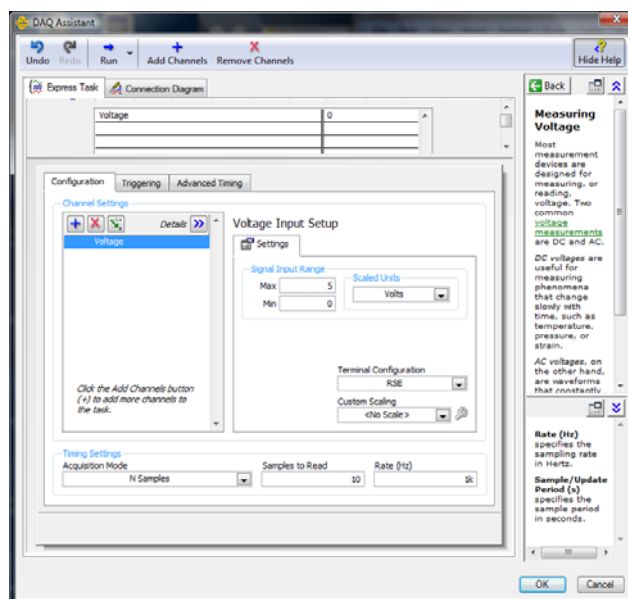 DAQ Assistant
Undo Redo Run Add Channels Remove Channels Hide Help
Express Task Connection Diagram
Voltage 0
Configuration Triggering Advanced Timing
Channel Settings
Details
Voltage
Click the Add Channels button
(+) to add more channels to
the task.
Voltage Input Setup
Settings
Signal Input Range
Max 5
Min 0
Scaled Units
Volts
Terminal Configuration
RSE
Custom Scaling
<No Scale>
Timing Settings
Acquisition Mode Samples to Read Rate (Hz)
N Samples 10 1k
Back
Measuring
Voltage
Most
measurement
devices are
designed for
measuring, or
reading,
voltage. Two
common
voltage
measurements
are DC and AC.
DC voltages are
useful for
measuring
phenomena
that change
slowly with
time, such as
temperature,
pressure, or
strain.
AC voltages, on
the other hand,
are waveforms
that constantly
Rate (Hz)
specifies the
sampling rate
in Hertz.
Sample/Update
Period (s)
specifies the
sample period
in seconds.
OK Cancel